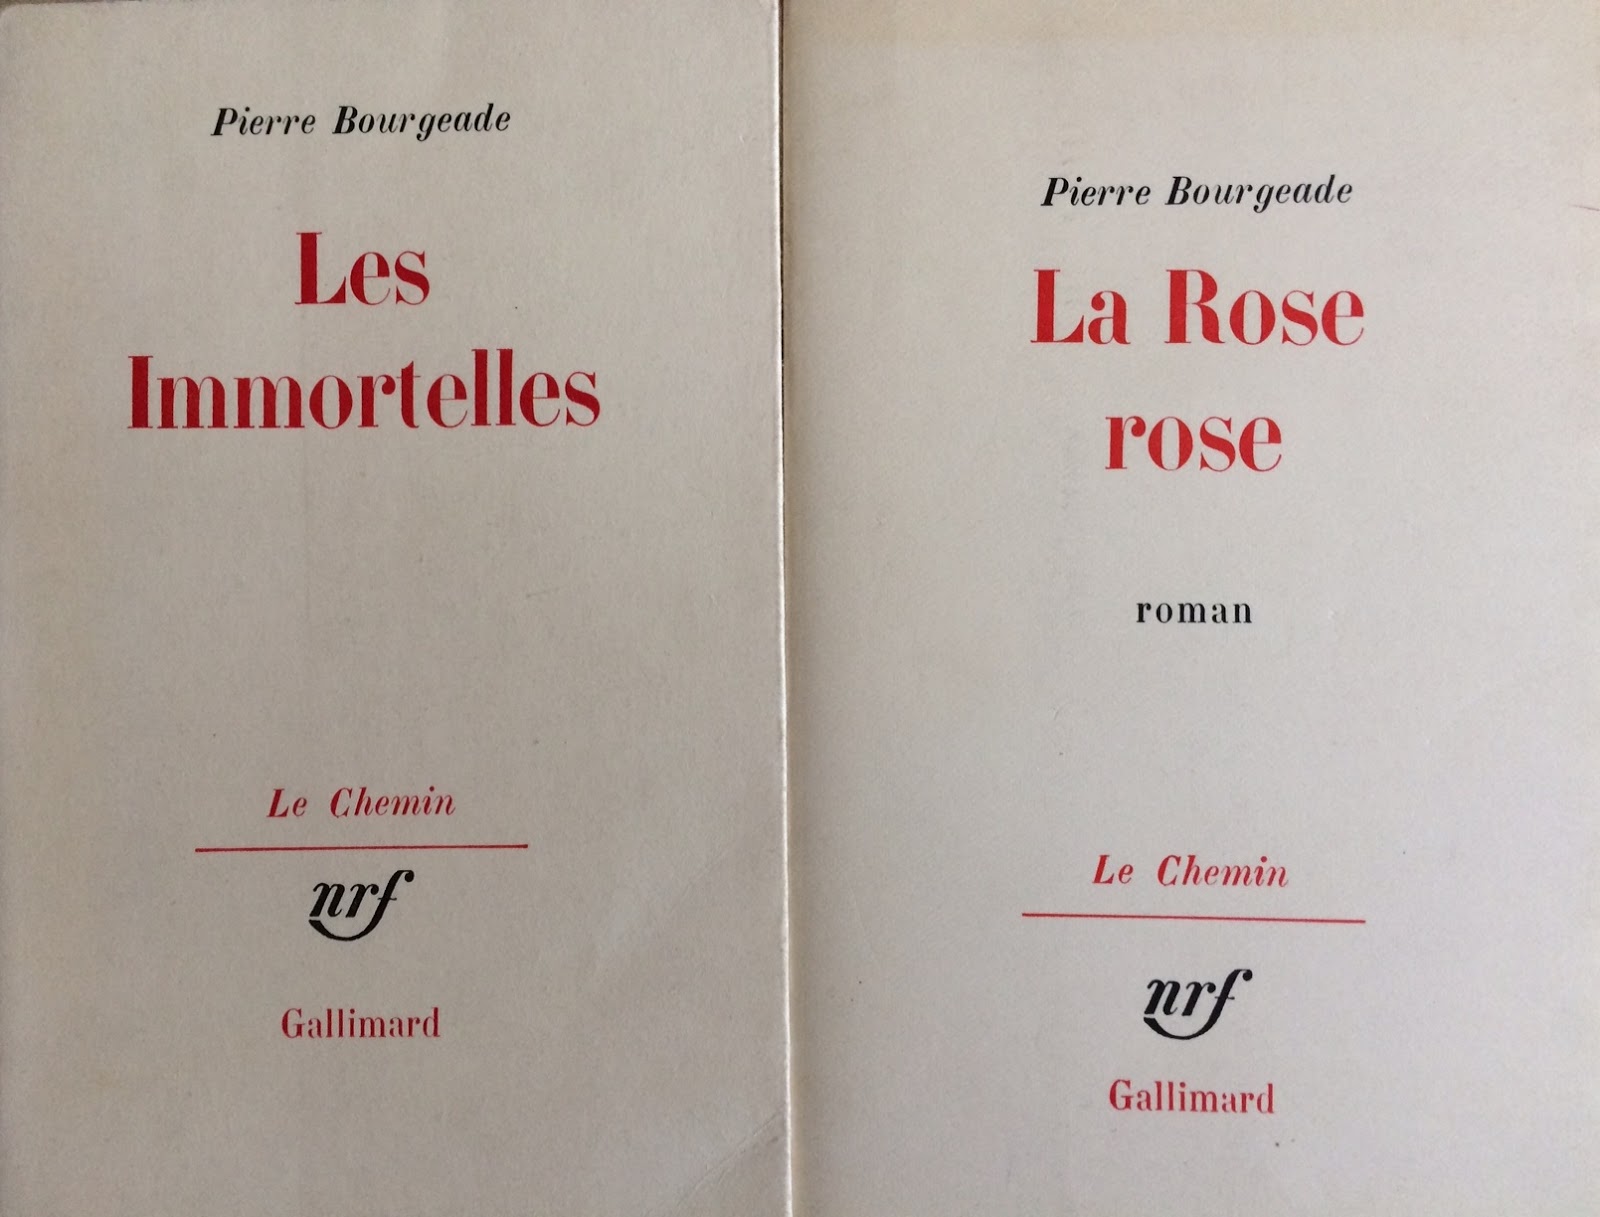 Pierre Bourgeade
Les
Immortelles
Le Chemin
nrf
Gallimard
Pierre Bourgeade
La Rose
rose
roman
Le Chemin
nrf
Gallimard